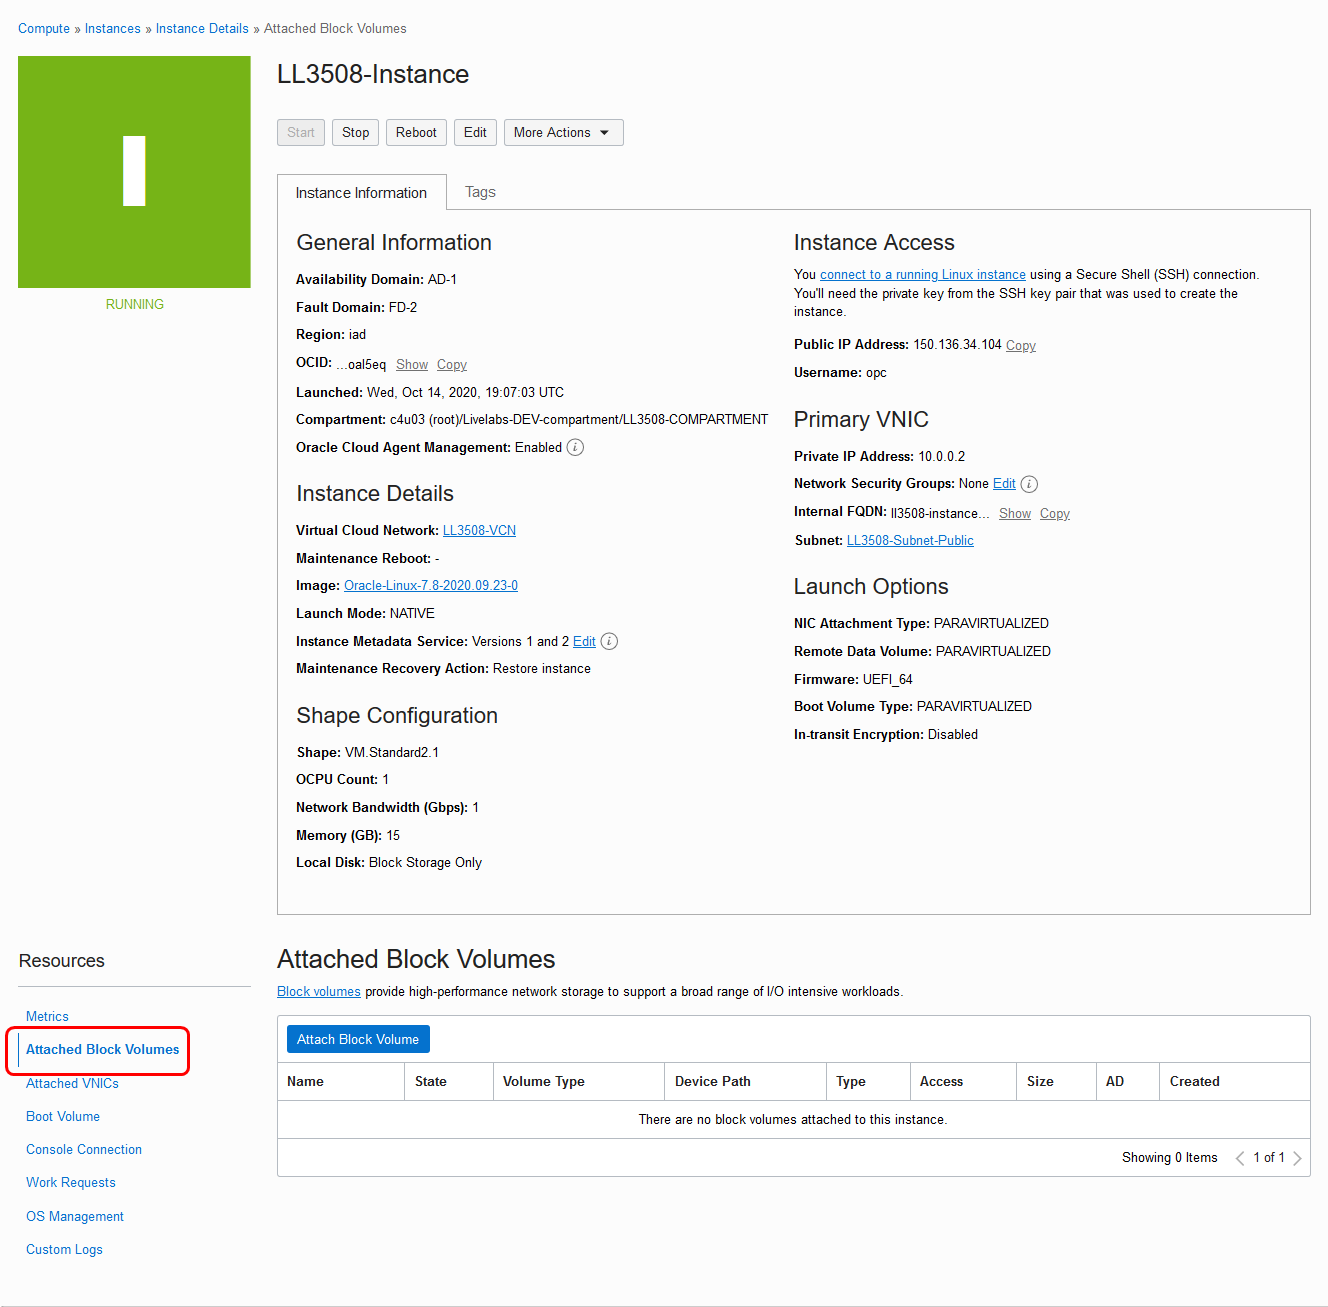 Compute » Instances » Instance Details » Attached Block Volumes
I
RUNNING
LL3508-Instance
Start Stop Reboot Edit More Actions
Instance Information Tags
General Information
Availability Domain: AD-1
Fault Domain: FD-2
Region: iad
OCID: ...oal5eq Show Copy
Launched: Wed, Oct 14, 2020, 19:07:03 UTC
Compartment: c4u03 (root)/Livelabs-DEV-compartment/LL3508-COMPARTMENT
Oracle Cloud Agent Management: Enabled i
Instance Details
Virtual Cloud Network: LL3508-VCN
Maintenance Reboot: -
Image: Oracle-Linux-7.8-2020.09.23-0
Launch Mode: NATIVE
Instance Metadata Service: Versions 1 and 2 Edit i
Maintenance Recovery Action: Restore instance
Shape Configuration
Shape: VM.Standard2.1
OCPU Count: 1
Network Bandwidth (Gbps): 1
Memory (GB): 15
Local Disk: Block Storage Only
Instance Access
You connect to a running Linux instance using a Secure Shell (SSH) connection.
You'll need the private key from the SSH key pair that was used to create the
instance.
Public IP Address: 150.136.34.104 Copy
Username: opc
Primary VNIC
Private IP Address: 10.0.0.2
Network Security Groups: None Edit i
Internal FQDN: ll3508-instance... Show Copy
Subnet: LL3508-Subnet-Public
Launch Options
NIC Attachment Type: PARAVIRTUALIZED
Remote Data Volume: PARAVIRTUALIZED
Firmware: UEFI_64
Boot Volume Type: PARAVIRTUALIZED
In-transit Encryption: Disabled
Resources
Metrics
Attached Block Volumes
Attached VNICs
Boot Volume
Console Connection
Work Requests
OS Management
Custom Logs
Attached Block Volumes
Block volumes provide high-performance network storage to support a broad range of I/O intensive workloads.
Attach Block Volume
Name State Volume Type Device Path Type Access Size AD Created
There are no block volumes attached to this instance.
Showing 0 Items < 1 of 1 >